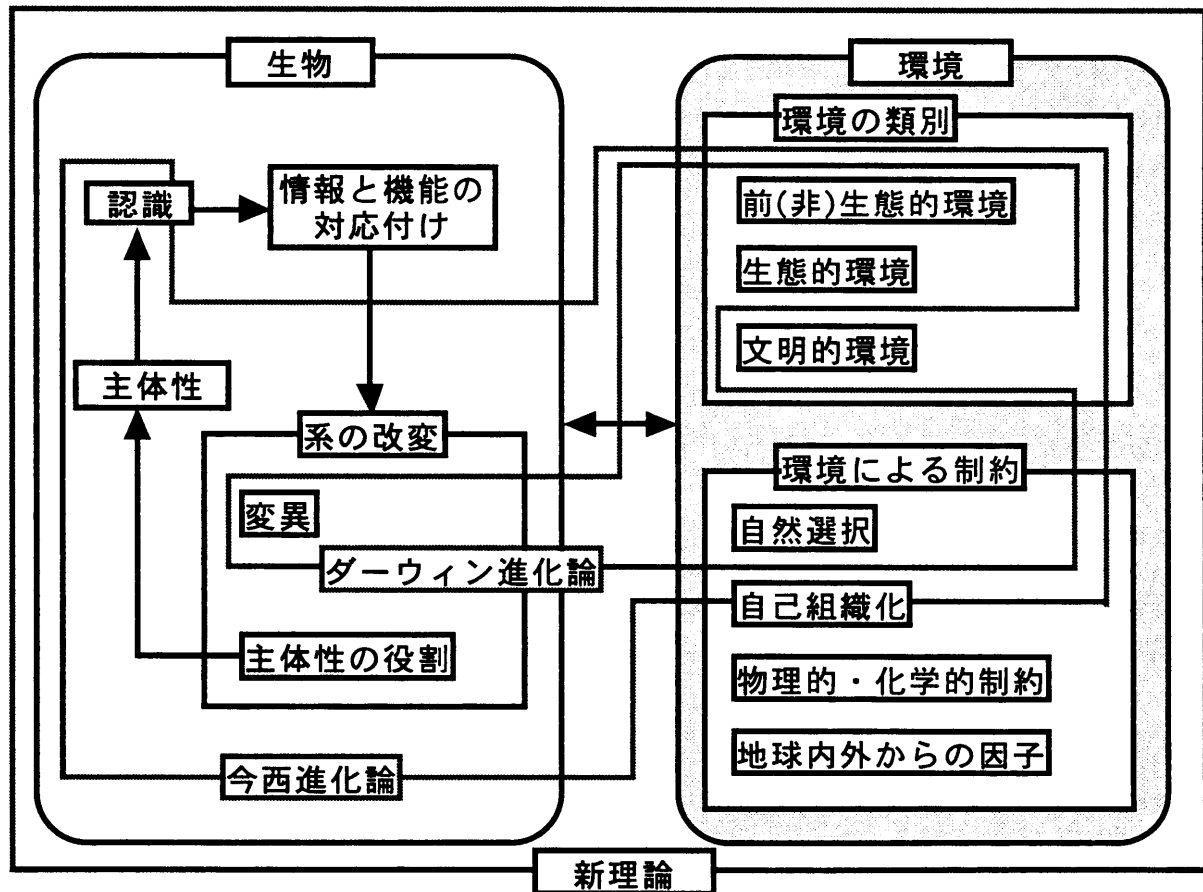 生物
環境
環境の類別
認識
情報と機能の
対応付け
前(非)生態的環境
生態的環境
文明的環境
主体性
系の改変
環境による制約
変異
自然選択
ダーウィン進化論
自己組織化
主体性の役割
物理的・化学的制約
地球内外からの因子
今西進化論
新理論